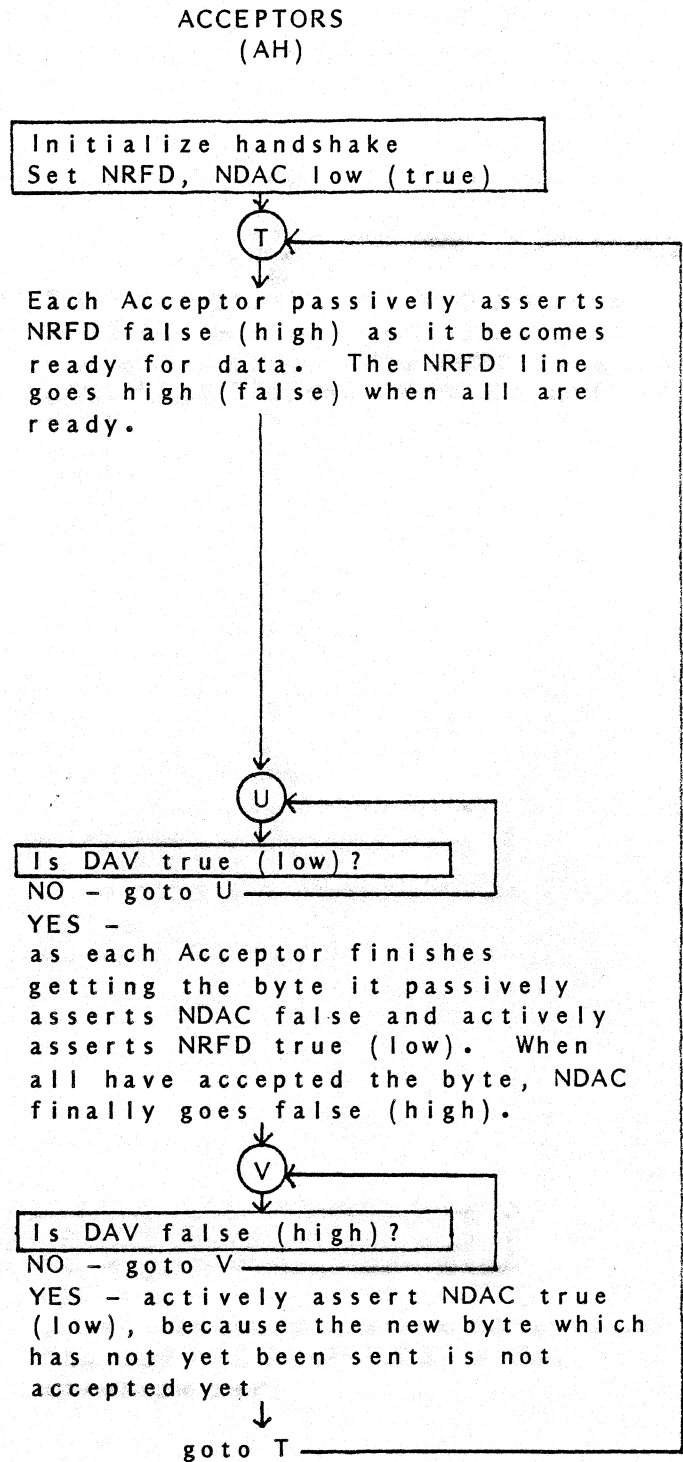 ACCEPTORS
(AH)
Initialize handshake
Set NRFD, NDAC low (true)
T
Each Acceptor passively asserts
NRFD false (high) as it becomes
ready for data. The NRFD line
goes high (false) when all are
ready.
U
Is DAV true (low)?
NO - goto U
YES -
as each Acceptor finishes
getting the byte it passively
asserts NDAC false and actively
asserts NRFD true (low). When
all have accepted the byte, NDAC
finally goes false (high).
V
Is DAV false (high)?
NO - goto V
YES - actively assert NDAC true
(low), because the new byte which
has not yet been sent is not
accepted yet
goto T